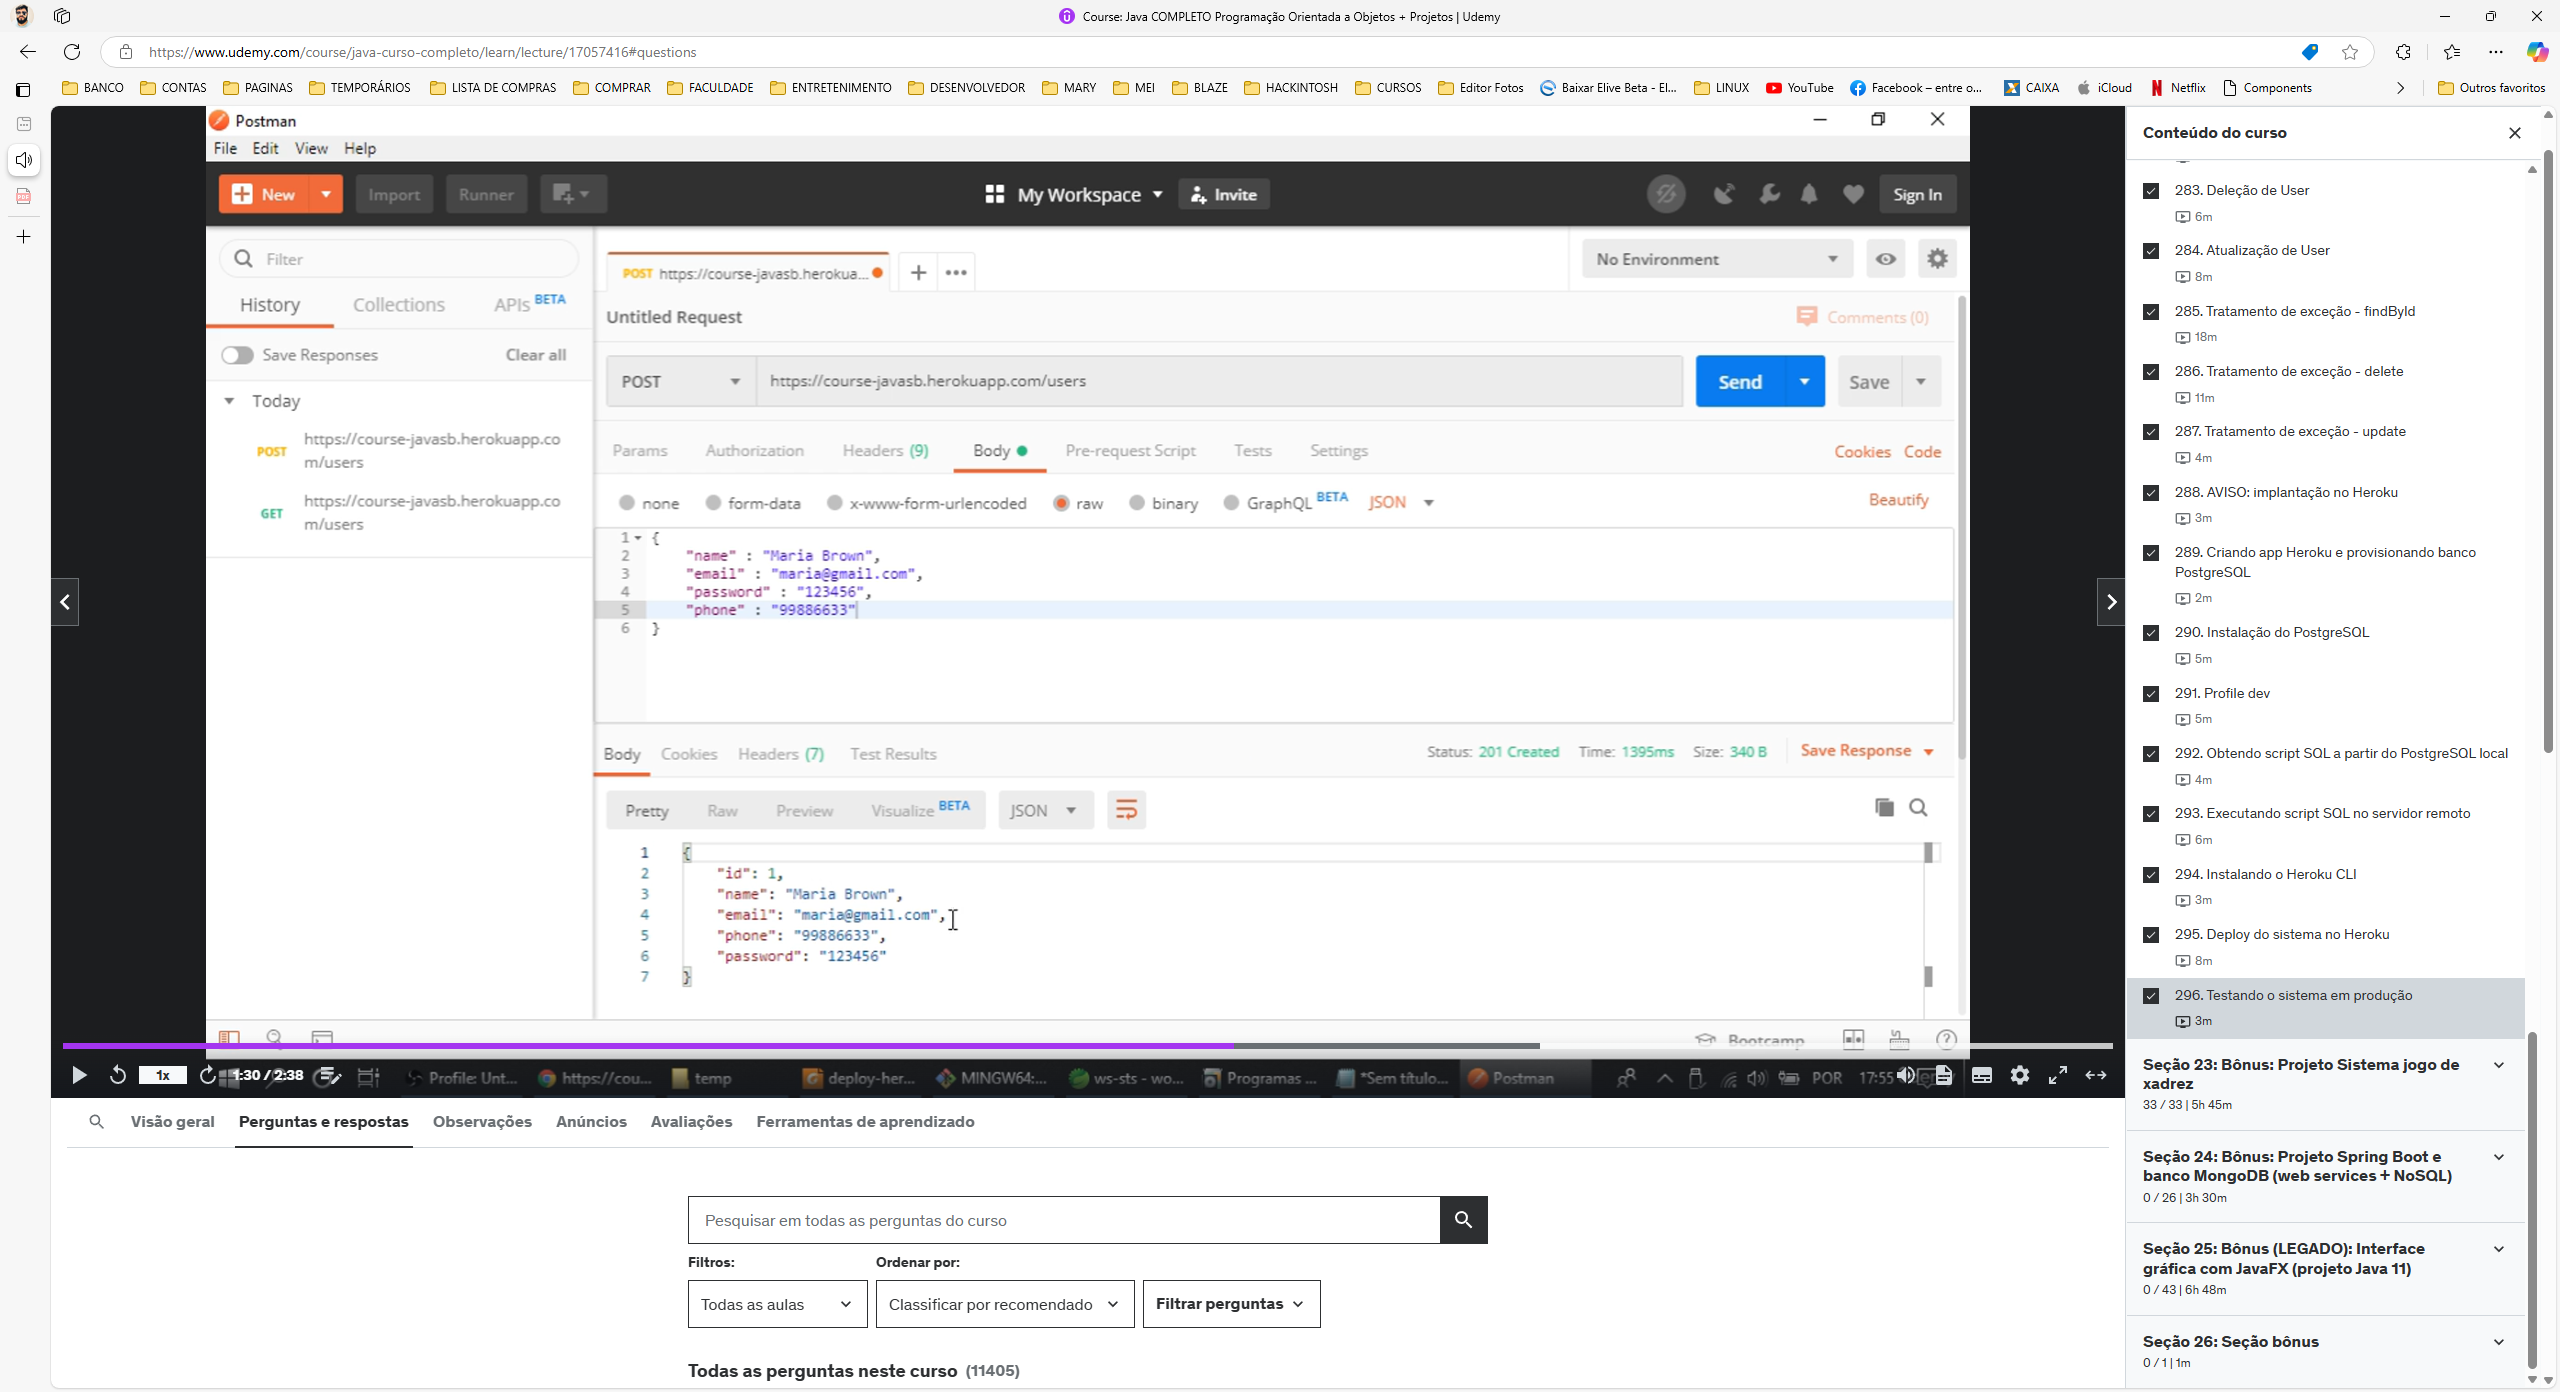 Course: Java COMPLETO Programação Orientada a Objetos + Projetos | Udemy
https://www.udemy.com/course/java-curso-completo/learn/lecture/17057416#questions
BANCO CONTAS PAGINAS TEMPORÁRIOS LISTA DE COMPRAS COMPRAR FACULDADE ENTRETENIMENTO DESENVOLVEDOR MARY MEI BLAZE HACKINTOSH CURSOS Editor Fotos Baixar Elive Beta - El... LINUX YouTube Facebook – entre o... CAIXA iCloud Netflix Components Outros favoritos
Postman
File Edit View Help
New Import Runner My Workspace Invite Sign In
Filter
History Collections APIs BETA
Save Responses Clear all
Today
POST https://course-javasb.herokuapp.co
m/users
GET https://course-javasb.herokuapp.co
m/users
POST https://course-javasb.herokua...
No Environment
Untitled Request
Comments (0)
POST https://course-javasb.herokuapp.com/users Send Save
Params Authorization Headers (9) Body Pre-request Script Tests Settings Cookies Code
none form-data x-www-form-urlencoded raw binary GraphQL BETA JSON Beautify
1 {
2 "name" : "Maria Brown",
3 "email" : "maria@gmail.com",
4 "password" : "123456",
5 "phone" : "99886633"
6 }
Body Cookies Headers (7) Test Results Status: 201 Created Time: 1395ms Size: 340 B Save Response
Pretty Raw Preview Visualize BETA JSON
1 {
2 "id": 1,
3 "name": "Maria Brown",
4 "email": "maria@gmail.com",
5 "phone": "99886633",
6 "password": "123456"
7 }
Bootcamp
1x 1:30 / 2:38 Profile: Unt... https://cou... temp deploy-her... MINGW64:... ws-sts - wo... Programas ... *Sem título... Postman POR 17:55
Visão geral Perguntas e respostas Observações Anúncios Avaliações Ferramentas de aprendizado
Pesquisar em todas as perguntas do curso
Filtros: Ordenar por:
Todas as aulas Classificar por recomendado Filtrar perguntas
Todas as perguntas neste curso (11405)
Conteúdo do curso
283. Deleção de User
6m
284. Atualização de User
8m
285. Tratamento de exceção - findById
18m
286. Tratamento de exceção - delete
11m
287. Tratamento de exceção - update
4m
288. AVISO: implantação no Heroku
3m
289. Criando app Heroku e provisionando banco
PostgreSQL
2m
290. Instalação do PostgreSQL
5m
291. Profile dev
5m
292. Obtendo script SQL a partir do PostgreSQL local
4m
293. Executando script SQL no servidor remoto
6m
294. Instalando o Heroku CLI
3m
295. Deploy do sistema no Heroku
8m
296. Testando o sistema em produção
3m
Seção 23: Bônus: Projeto Sistema jogo de
xadrez
33 / 33 | 5h 45m
Seção 24: Bônus: Projeto Spring Boot e
banco MongoDB (web services + NoSQL)
0 / 26 | 3h 30m
Seção 25: Bônus (LEGADO): Interface
gráfica com JavaFX (projeto Java 11)
0 / 43 | 6h 48m
Seção 26: Seção bônus
0 / 1 | 1m